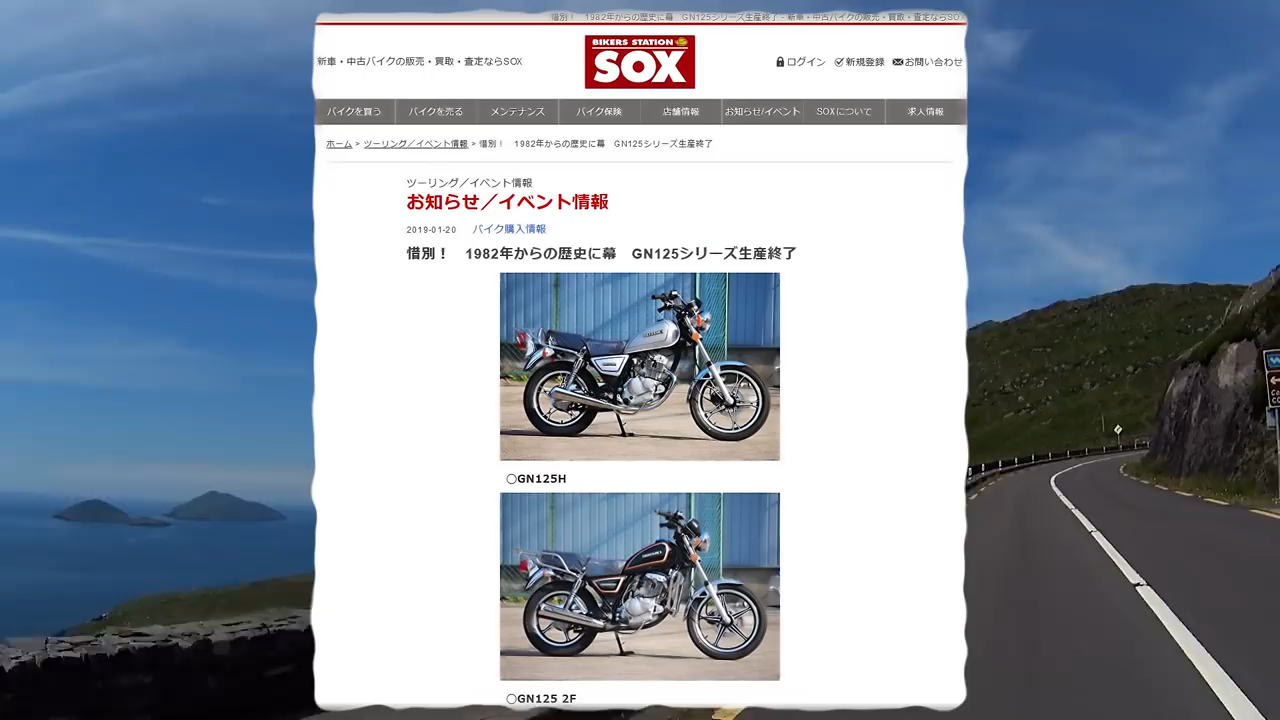 惜別！　1982年からの歴史に幕　GN125シリーズ生産終了 - 新車・中古バイクの販売・買取・査定ならSOX
新車・中古バイクの販売・買取・査定ならSOX
BIKERS STATION
SOX
ログイン
新規登録
お問い合わせ
バイクを買う
バイクを売る
メンテナンス
バイク保険
店舗情報
お知らせ/イベント
SOXについて
求人情報
ホーム > ツーリング／イベント情報 > 惜別！　1982年からの歴史に幕　GN125シリーズ生産終了
ツーリング／イベント情報
お知らせ／イベント情報
2019-01-20 バイク購入情報
惜別！　1982年からの歴史に幕　GN125シリーズ生産終了
○GN125H
○GN125 2F